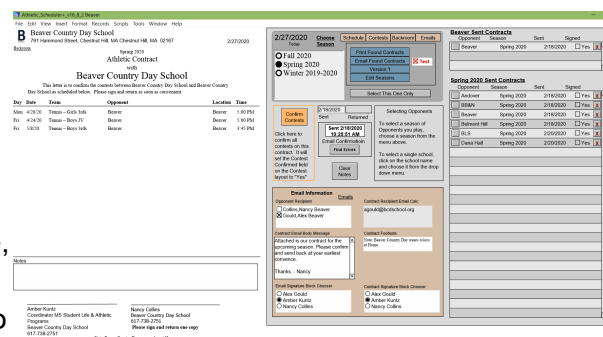 Athletic_Scheduler+_v16_8_2 Beaver
File Edit View Insert Format Records Scripts Tools Window Help
B Beaver Country Day School
791 Hammond Street, Chestnut Hill, MA Chestnut Hill, MA 02167
2/27/2020
Backroom
Spring 2020
Athletic Contract
with
Beaver Country Day School
This letter is to confirm the contests between Beaver Country Day School and Beaver Country
Day School as scheduled below. Please sign and return as soon as convenient.
Day Date Team Opponent Location Time
Mon 4/20/20 Tennis - Girls 3rds Beaver Beaver 5:00 PM
Fri 4/24/20 Tennis - Boys JV Beaver Beaver 5:00 PM
Fri 5/8/20 Tennis - Boys 3rds Beaver Beaver 3:45 PM
Notes
Amber Kuntz
Coordinator MS Student Life & Athletic
Programs
Beaver Country Day School
617-738-2751
Nancy Collins
Beaver Country Day School
617-738-2751
Please sign and return one copy
2/27/2020
Today
Choose
Season
Schedule Contests Backroom Emails
Fall 2020
Spring 2020
Winter 2019-2020
Print Found Contracts
Email Found Contracts
Test
Version 1
Edit Seasons
Select This One Only
Confirm
Contests
Click here to
confirm all
contests on this
contract. It will
set the Contest
Confirmed field
on the Contest
layout to "Yes"
2/18/2020
Sent Returned
Sent 2/18/2020
10:25:51 AM
Email Confirmation
Find Errors
Clear
Notes
Selecting Opponents
To select a season of
Opponents you play,
choose a season from the
menu above.
To select a single school,
click on the school name
and choose it from the drop
down menu.
Email Information
Emails
Opponent Recipient
Collins,Nancy Beaver
Gould,Alex Beaver
Contract Recipient Email Calc
agould@bcdschool.org
Contract Email Body Message
Attached is our contract for the
upcoming season. Please confirm
and send back at your earliest
convence.
Thanks. - Nancy
Contract Footnote
Note: Beaver Country Day wears colors
at Home.
Email Signature Block Chooser
Alex Gould
Amber Kuntz
Nancy Collins
Contract Signature Block Chooser
Alex Gould
Amber Kuntz
Nancy Collins
Beaver Sent Contracts
Opponent Season Sent Signed
Beaver Spring 2020 2/18/2020 Yes X
Spring 2020 Sent Contracts
Opponent Season Sent Signed
Andover Spring 2020 2/18/2020 Yes X
BB&N Spring 2020 2/18/2020 Yes X
Beaver Spring 2020 2/18/2020 Yes X
Belmont Hill Spring 2020 2/18/2020 Yes X
BLS Spring 2020 2/20/2020 Yes X
Dana Hall Spring 2020 2/20/2020 Yes X